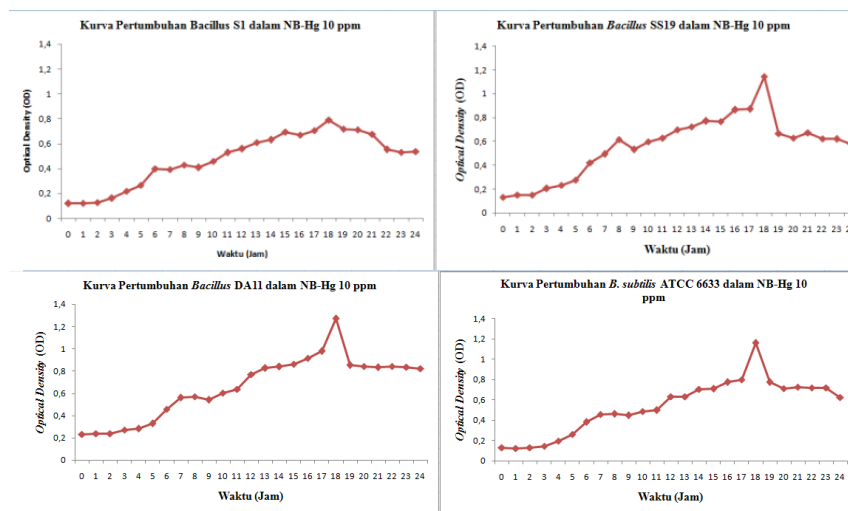 Kurva Pertumbuhan Bacillus S1 dalam NB-Hg 10 ppm
1,4
1,2
1
0,8
0,6
0,4
0,2
0
Optical Density (OD)
0 1 2 3 4 5 6 7 8 9 10 11 12 13 14 15 16 17 18 19 20 21 22 23 24
Waktu (Jam)
Kurva Pertumbuhan Bacillus SS19 dalam NB-Hg 10 ppm
1,4
1,2
1
0,8
0,6
0,4
0,2
0
Optical Density (OD)
0 1 2 3 4 5 6 7 8 9 10 11 12 13 14 15 16 17 18 19 20 21 22 23
Waktu (Jam)
Kurva Pertumbuhan Bacillus DA11 dalam NB-Hg 10 ppm
1,4
1,2
1
0,8
0,6
0,4
0,2
0
Optical Density (OD)
0 1 2 3 4 5 6 7 8 9 10 11 12 13 14 15 16 17 18 19 20 21 22 23 24
Waktu (Jam)
Kurva Pertumbuhan B. subtilis ATCC 6633 dalam NB-Hg 10
ppm
1,4
1,2
1
0,8
0,6
0,4
0,2
0
Optical Density (OD)
0 1 2 3 4 5 6 7 8 9 10 11 12 13 14 15 16 17 18 19 20 21 22 23 24
Waktu (Jam)